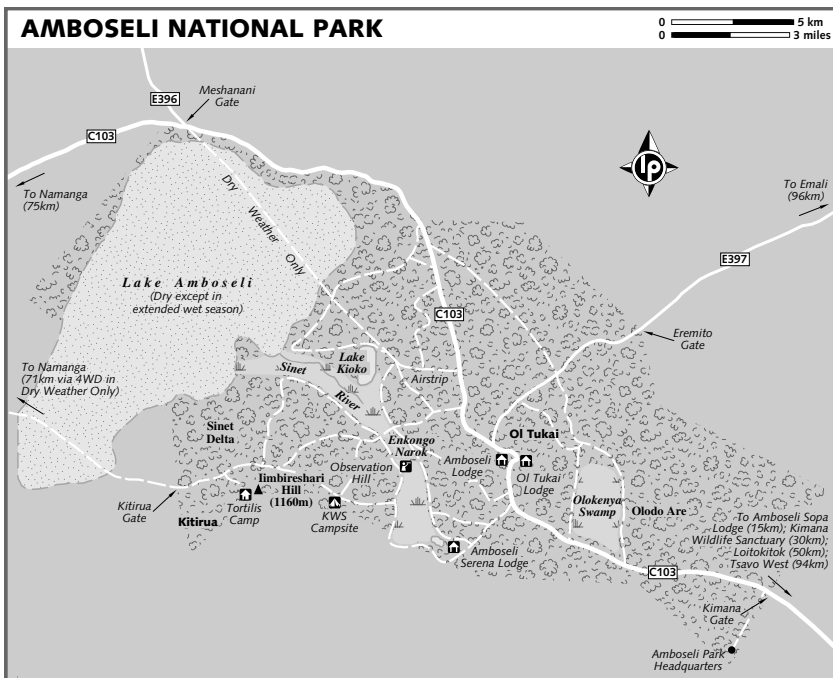 AMBOSELI NATIONAL PARK
0 5 km
0 3 miles
Meshanani
Gate
E396
C103
To Namanga
(75km)
Dry Weather Only
lp
To Emali
(96km)
E397
Lake Amboseli
(Dry except in
extended wet season)
C103
Eremito
Gate
To Namanga
(71km via 4WD in
Dry Weather Only)
Lake
Kioko
Sinet
River
Airstrip
Sinet
Delta
Enkongo
Narok
Ol Tukai
Observation
Hill
Amboseli
Lodge
Ol Tukai
Lodge
Iimbireshari
Hill
(1160m)
Kitirua
Gate
Kitirua
Tortilis
Camp
KWS
Campsite
Olokenya
Swamp
Olodo Are
To Amboseli Sopa
Lodge (15km); Kimana
Wildlife Sanctuary (30km);
Loitokitok (50km);
Tsavo West (94km)
Amboseli
Serena Lodge
C103
Kimana
Gate
Amboseli Park
Headquarters